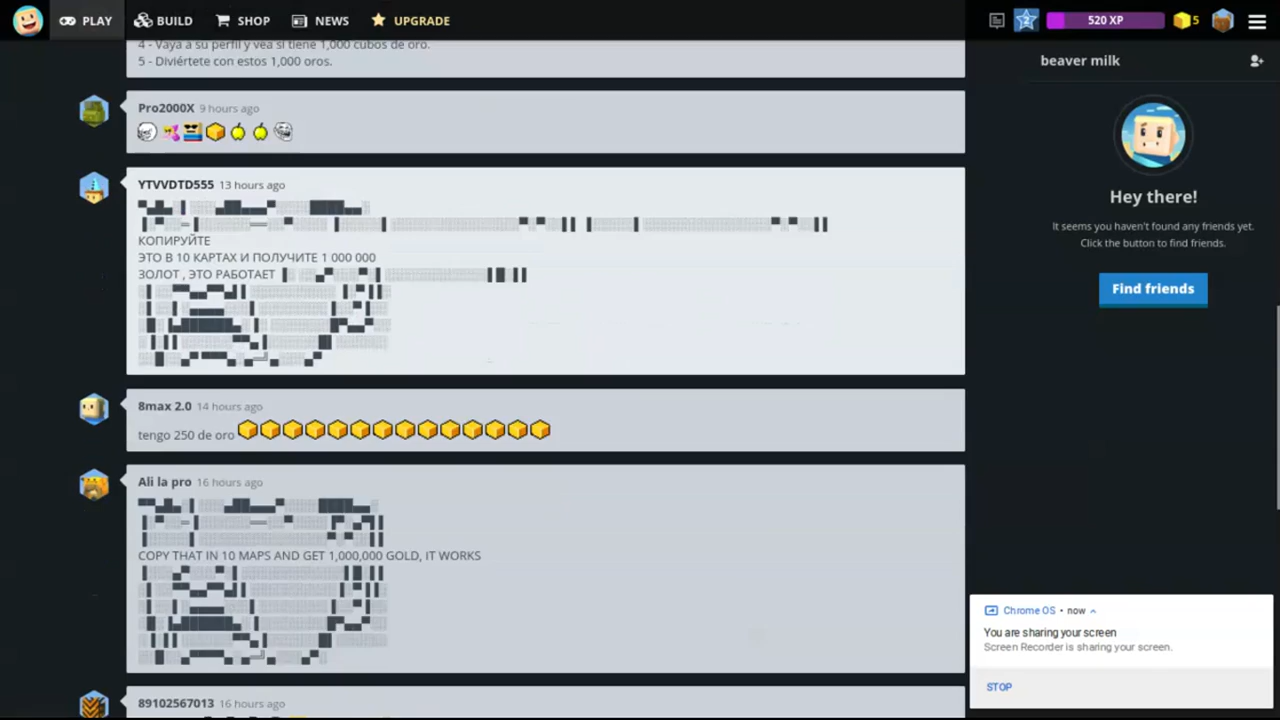 PLAY BUILD SHOP NEWS UPGRADE 2 520 XP 5
4 - Vaya a su perfil y vea si tiene 1,000 cubos de oro.
5 - Diviértete con estos 1,000 oros.
Pro2000X 9 hours ago
YTVVDTD555 13 hours ago
КОПИРУЙТЕ
ЭТО В 10 КАРТАХ И ПОЛУЧИТЕ 1 000 000
ЗОЛОТ , ЭТО РАБОТАЕТ
8max 2.0 14 hours ago
tengo 250 de oro
Ali la pro 16 hours ago
COPY THAT IN 10 MAPS AND GET 1,000,000 GOLD, IT WORKS
89102567013 16 hours ago
beaver milk
Hey there!
It seems you haven't found any friends yet.
Click the button to find friends.
Find friends
Chrome OS • now
You are sharing your screen
Screen Recorder is sharing your screen.
STOP